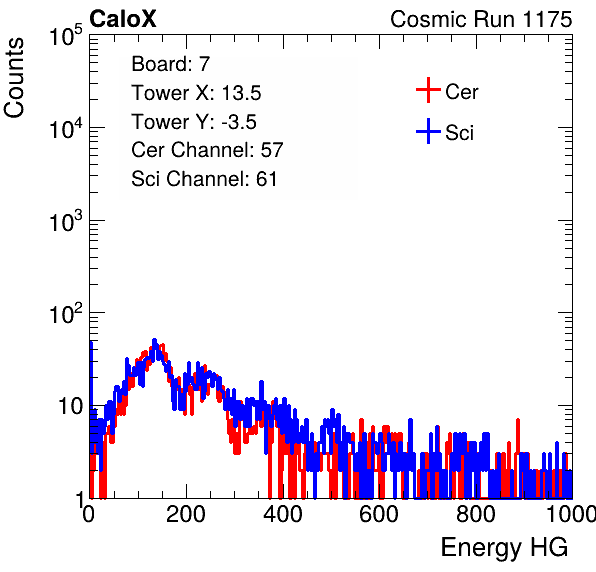 CaloX Cosmic Run 1175
Counts
10^5
10^4
10^3
10^2
10
1
Board: 7
Tower X: 13.5
Tower Y: -3.5
Cer Channel: 57
Sci Channel: 61
Cer
Sci
0 200 400 600 800 1000
Energy HG